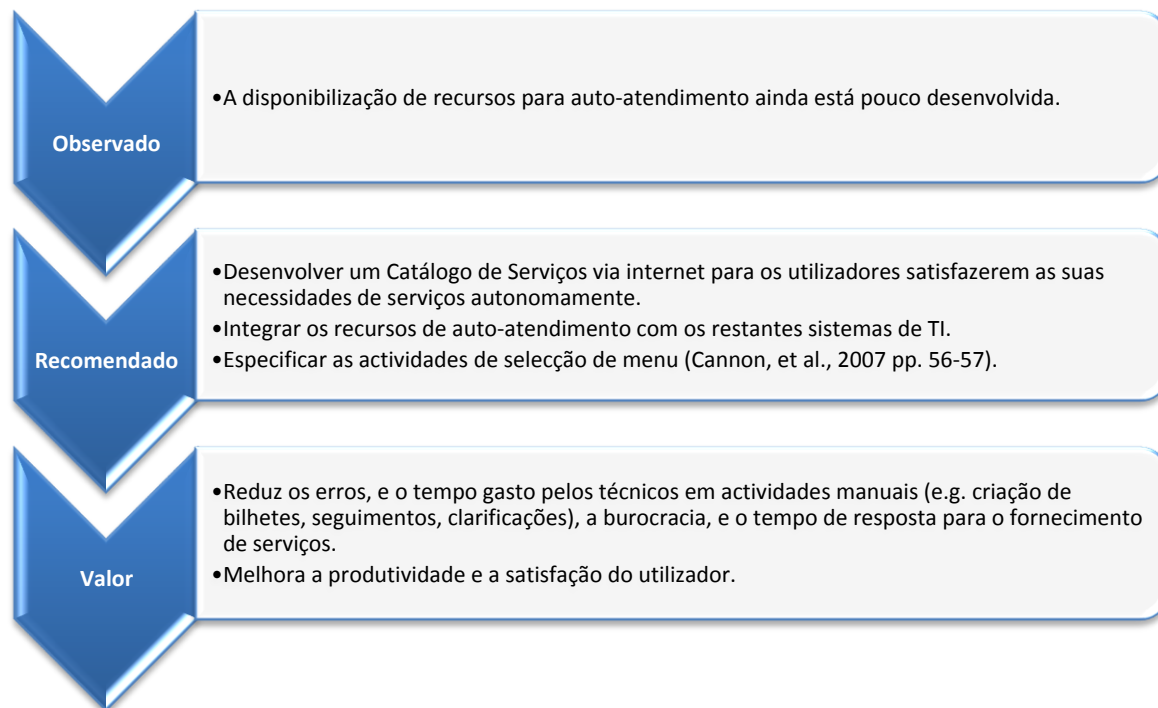 Observado
•A disponibilização de recursos para auto-atendimento ainda está pouco desenvolvida.
Recomendado
•Desenvolver um Catálogo de Serviços via internet para os utilizadores satisfazerem as suas
necessidades de serviços autonomamente.
•Integrar os recursos de auto-atendimento com os restantes sistemas de TI.
•Especificar as actividades de selecção de menu (Cannon, et al., 2007 pp. 56-57).
Valor
•Reduz os erros, e o tempo gasto pelos técnicos em actividades manuais (e.g. criação de
bilhetes, seguimentos, clarificações), a burocracia, e o tempo de resposta para o fornecimento
de serviços.
•Melhora a produtividade e a satisfação do utilizador.